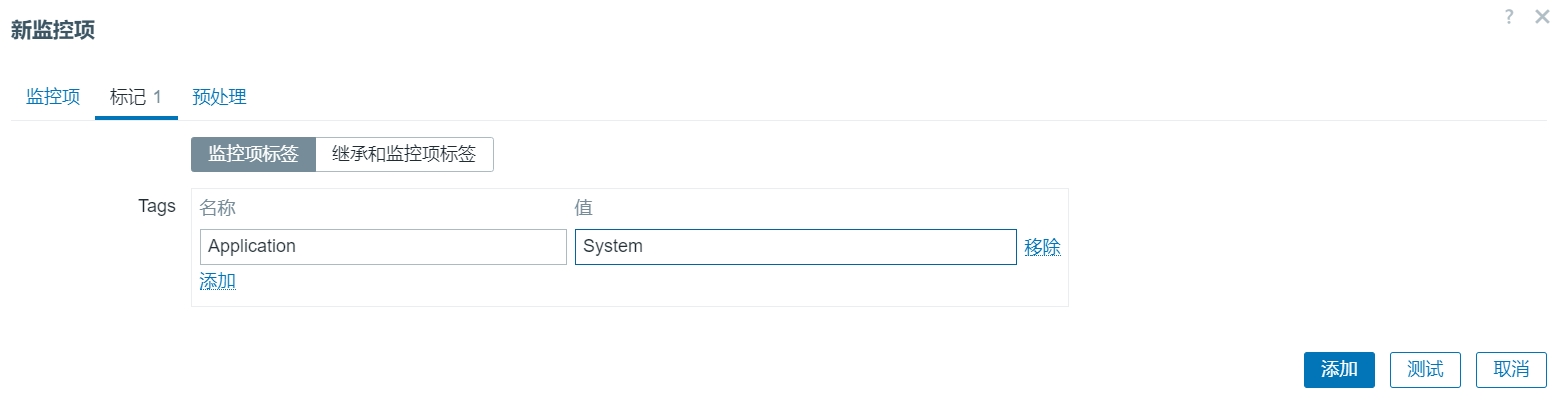 新监控项
? ×
监控项 标记 1 预处理
监控项标签 继承和监控项标签
Tags 名称 值
Application System 移除
添加
添加 测试 取消